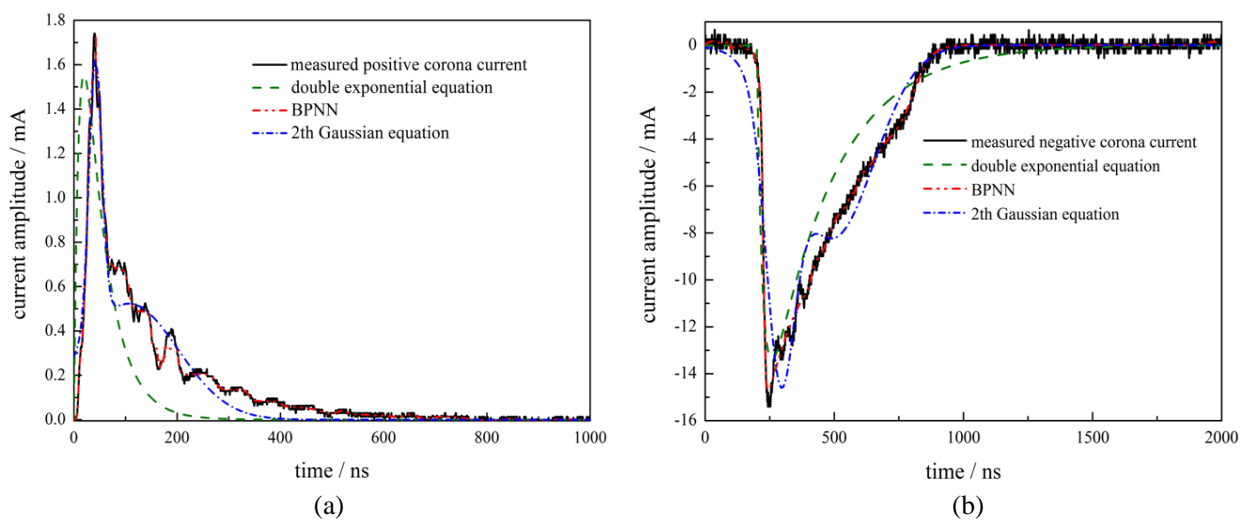 1.8
1.6
1.4
1.2
1.0
0.8
0.6
0.4
0.2
0.0
current amplitude / mA
measured positive corona current
double exponential equation
BPNN
2th Gaussian equation
0 200 400 600 800 1000
time / ns
(a)
0
-2
-4
-6
-8
-10
-12
-14
-16
current amplitude / mA
measured negative corona current
double exponential equation
BPNN
2th Gaussian equation
0 500 1000 1500 2000
time / ns
(b)